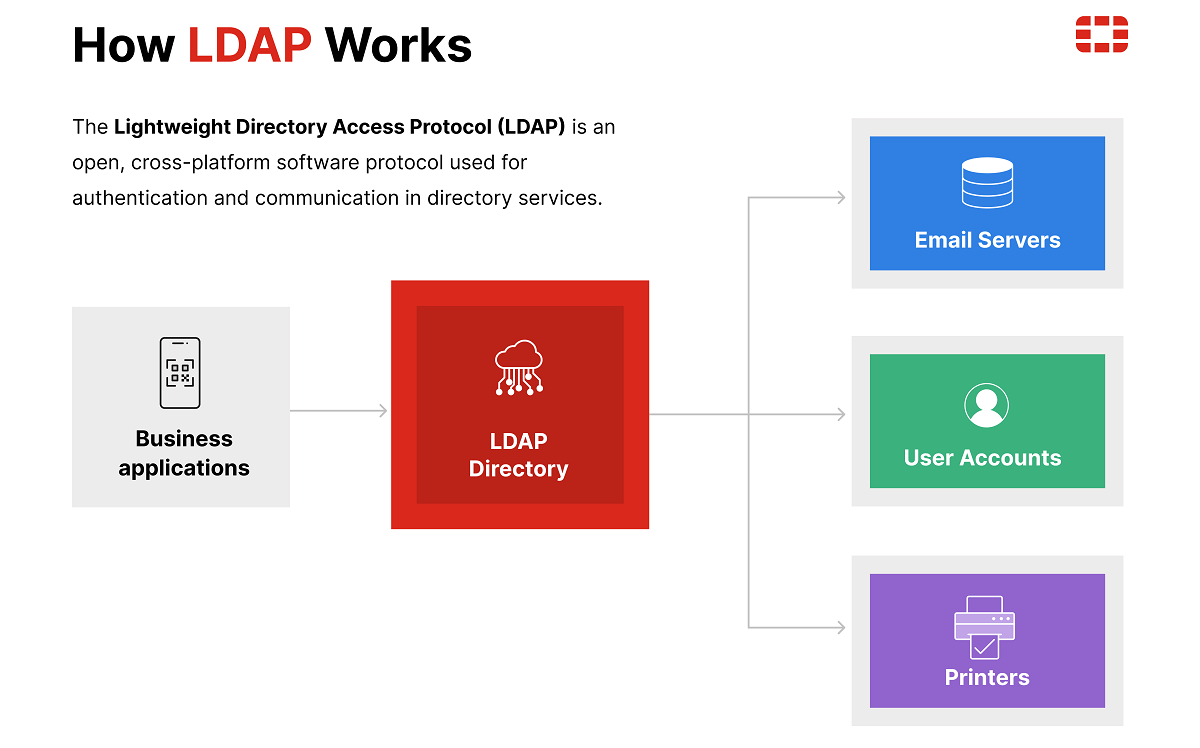 How LDAP Works
The Lightweight Directory Access Protocol (LDAP) is an
open, cross-platform software protocol used for
authentication and communication in directory services.
Business
applications
LDAP
Directory
Email Servers
User Accounts
Printers